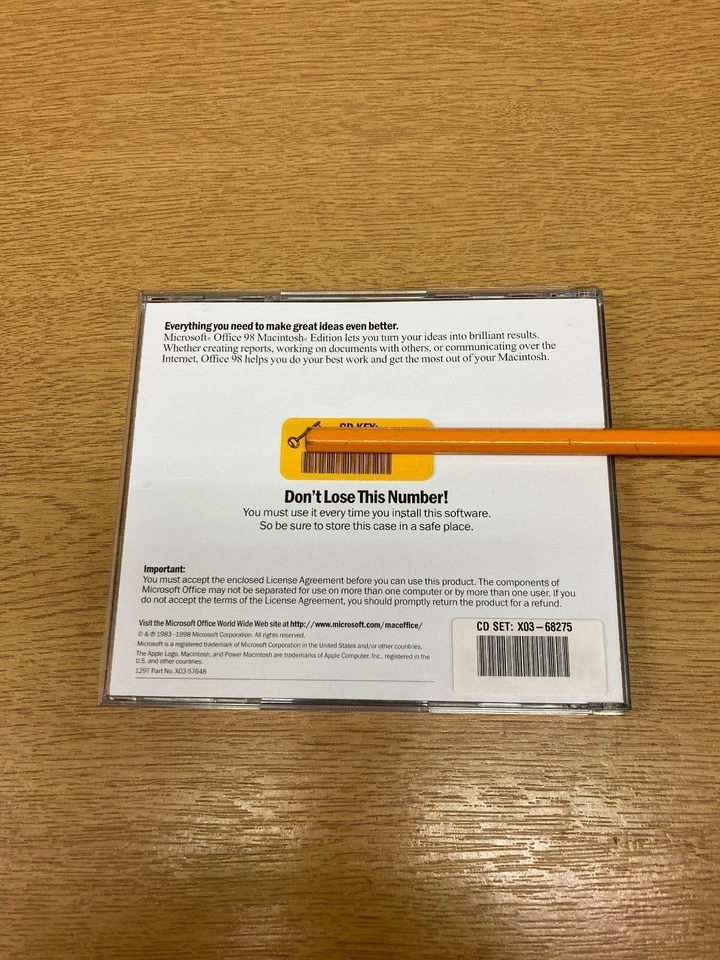 Everything you need to make great ideas even better.
Microsoft® Office 98 Macintosh® Edition lets you turn your ideas into brilliant results.
Whether creating reports, working on documents with others, or communicating over the
Internet, Office 98 helps you do your best work and get the most out of your Macintosh.
CD KEY:
Don't Lose This Number!
You must use it every time you install this software.
So be sure to store this case in a safe place.
Important:
You must accept the enclosed License Agreement before you can use this product. The components of
Microsoft Office may not be separated for use on more than one computer or by more than one user. If you
do not accept the terms of the License Agreement, you should promptly return the product for a refund.
Visit the Microsoft Office World Wide Web site at http://www.microsoft.com/macoffice/
© & ℗ 1983-1998 Microsoft Corporation. All rights reserved.
Microsoft is a registered trademark of Microsoft Corporation in the United States and/or other countries.
The Apple Logo, Macintosh, and Power Macintosh are trademarks of Apple Computer, Inc., registered in the
U.S. and other countries.
1297 Part No. X03-57648
CD SET: X03-68275